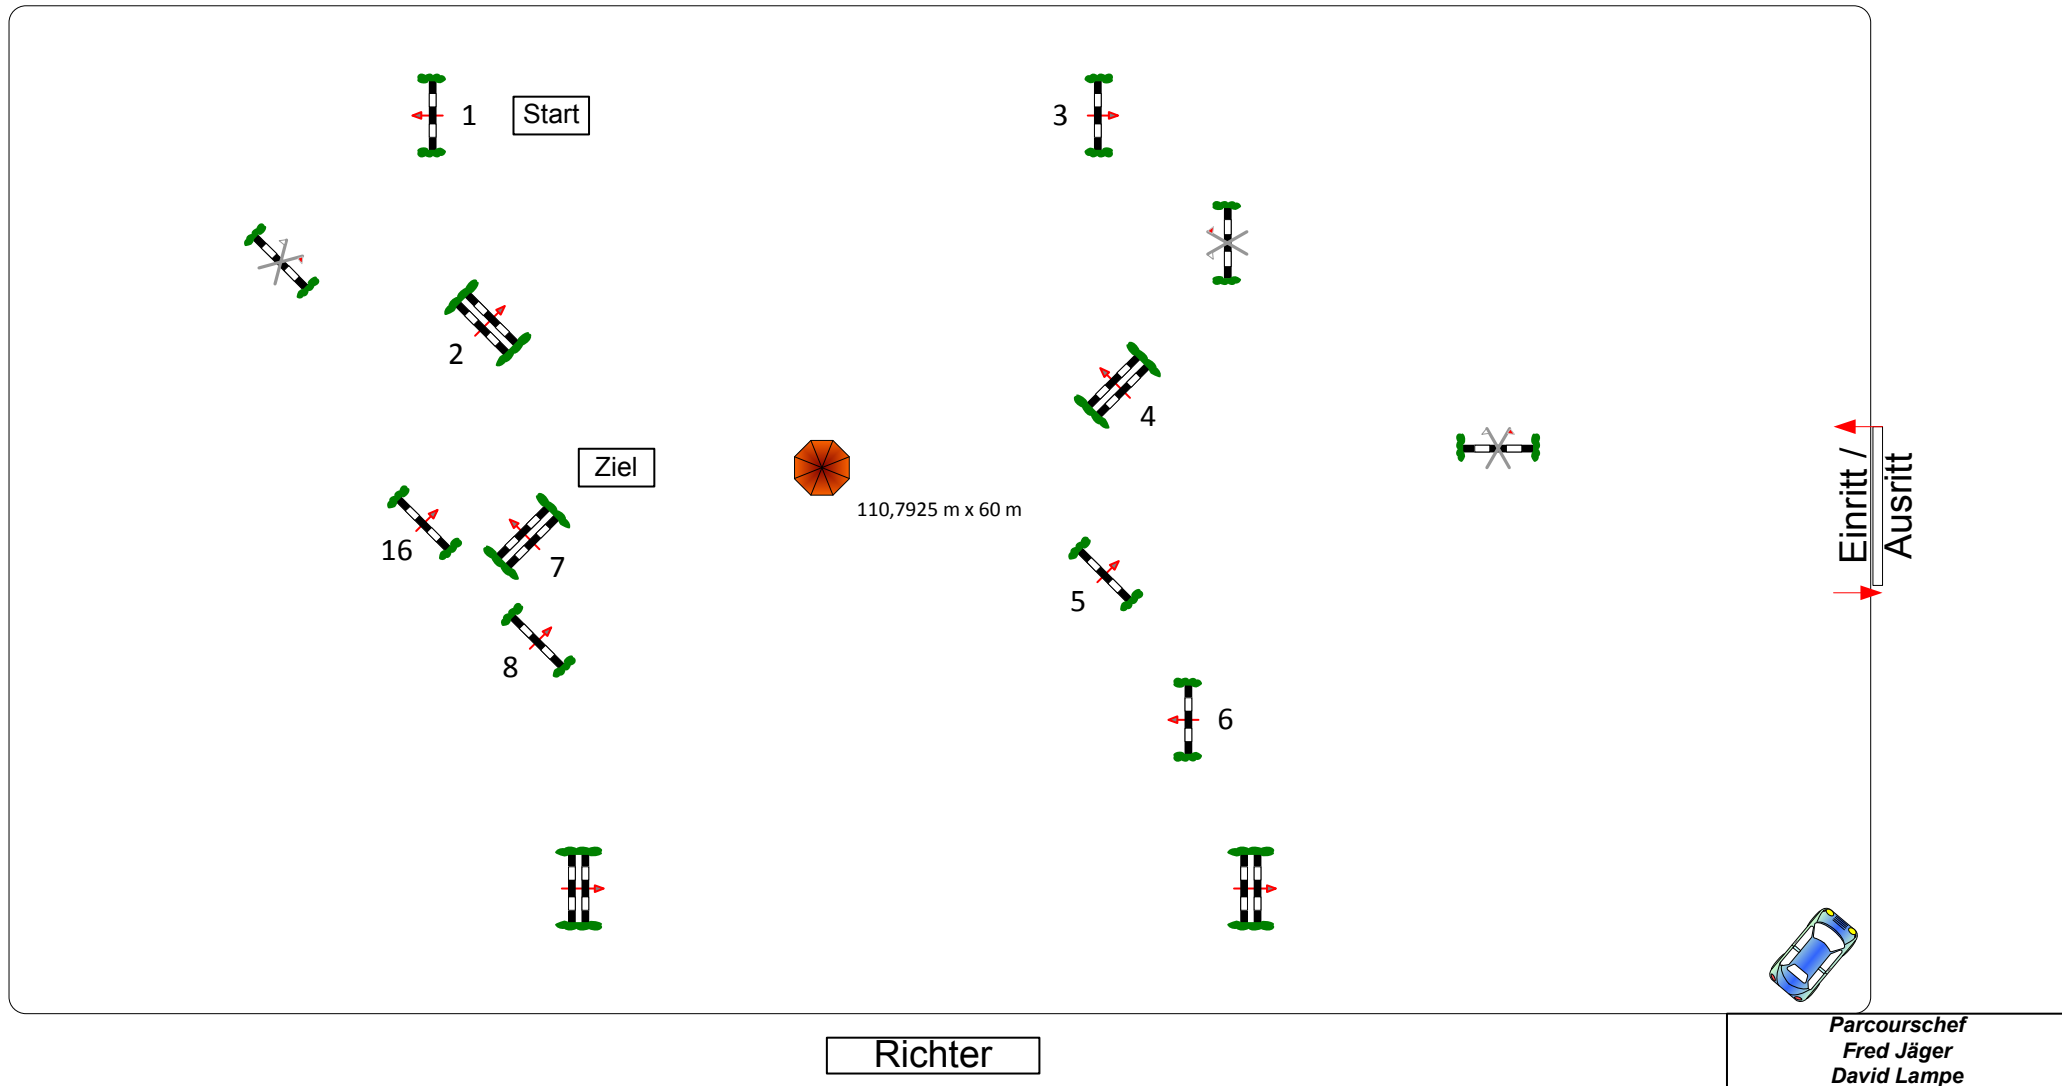 1
Start
3
2
4
Ziel
110,7925 m x 60 m
Einritt /
Ausritt
16
7
5
8
6
Richter
Parcourschef
Fred Jäger
David Lampe